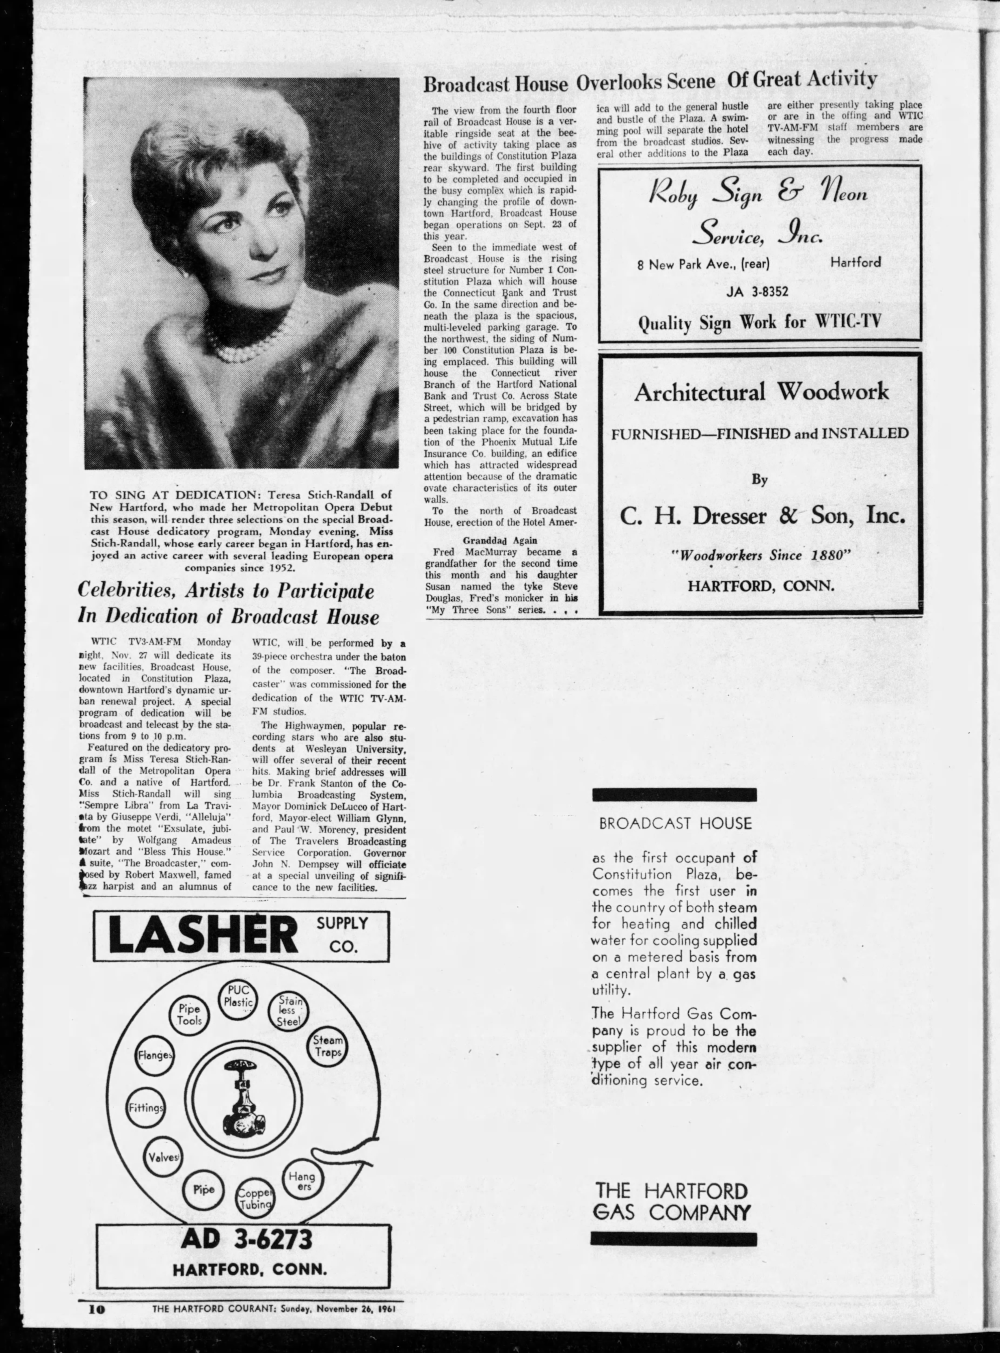 TO SING AT DEDICATION: Teresa Stich-Randall of
New Hartford, who made her Metropolitan Opera Debut
this season, will render three selections on the special Broad-
cast House dedicatory program, Monday evening. Miss
Stich-Randall, whose early career began in Hartford, has en-
joyed an active career with several leading European opera
companies since 1952.
Celebrities, Artists to Participate
In Dedication of Broadcast House
WTIC TV3-AM-FM Monday
night, Nov. 27 will dedicate its
new facilities, Broadcast House,
located in Constitution Plaza,
downtown Hartford's dynamic ur-
ban renewal project. A special
program of dedication will be
broadcast and telecast by the sta-
tions from 9 to 10 p.m.
Featured on the dedicatory pro-
gram is Miss Teresa Stich-Ran-
dall of the Metropolitan Opera
Co. and a native of Hartford.
Miss Stich-Randall will sing
"Sempre Libra" from La Travi-
ata by Giuseppe Verdi, "Alleluja"
from the motet "Exsulate, jubi-
late" by Wolfgang Amadeus
Mozart and "Bless This House."
A suite, "The Broadcaster," com-
posed by Robert Maxwell, famed
jazz harpist and an alumnus of
WTIC, will be performed by a
39-piece orchestra under the baton
of the composer. "The Broad-
caster" was commissioned for the
dedication of the WTIC TV-AM-
FM studios.
The Highwaymen, popular re-
cording stars who are also stu-
dents at Wesleyan University,
will offer several of their recent
hits. Making brief addresses will
be Dr. Frank Stanton of the Co-
lumbia Broadcasting System,
Mayor Dominick DeLucco of Hart-
ford, Mayor-elect William Glynn,
and Paul W. Morency, president
of The Travelers Broadcasting
Service Corporation. Governor
John N. Dempsey will officiate
at a special unveiling of signifi-
cance to the new facilities.
LASHER SUPPLY
CO.
PUC
Plastic
Stain
less
Steel
Steam
Traps
Pipe
Tools
Flanges
Fittings
Valves
Pipe
Copper
Tubing
Hang
ers
AD 3-6273
HARTFORD, CONN.
Broadcast House Overlooks Scene Of Great Activity
The view from the fourth floor
rail of Broadcast House is a ver-
itable ringside seat at the bee-
hive of activity taking place as
the buildings of Constitution Plaza
rear skyward. The first building
to be completed and occupied in
the busy complex which is rapid-
ly changing the profile of down-
town Hartford, Broadcast House
began operations on Sept. 23 of
this year.
Seen to the immediate west of
Broadcast House is the rising
steel structure for Number 1 Con-
stitution Plaza which will house
the Connecticut Bank and Trust
Co. In the same direction and be-
neath the plaza is the spacious,
multi-leveled parking garage. To
the northwest, the siding of Num-
ber 100 Constitution Plaza is be-
ing emplaced. This building will
house the Connecticut river
Branch of the Hartford National
Bank and Trust Co. Across State
Street, which will be bridged by
a pedestrian ramp, excavation has
been taking place for the founda-
tion of the Phoenix Mutual Life
Insurance Co. building, an edifice
which has attracted widespread
attention because of the dramatic
ovate characteristics of its outer
walls.
To the north of Broadcast
House, erection of the Hotel Amer-
ica will add to the general hustle
and bustle of the Plaza. A swim-
ming pool will separate the hotel
from the broadcast studios. Sev-
eral other additions to the Plaza
are either presently taking place
or are in the offing and WTIC
TV-AM-FM staff members are
witnessing the progress made
each day.
Granddad Again
Fred MacMurray became a
grandfather for the second time
this month and his daughter
Susan named the tyke Steve
Douglas, Fred's monicker in his
"My Three Sons" series. . . .
Roby Sign & Neon
Service, Inc.
8 New Park Ave., (rear) Hartford
JA 3-8352
Quality Sign Work for WTIC-TV
Architectural Woodwork
FURNISHED—FINISHED and INSTALLED
By
C. H. Dresser & Son, Inc.
"Woodworkers Since 1880"
HARTFORD, CONN.
BROADCAST HOUSE
as the first occupant of
Constitution Plaza, be-
comes the first user in
the country of both steam
for heating and chilled
water for cooling supplied
on a metered basis from
a central plant by a gas
utility.
The Hartford Gas Com-
pany is proud to be the
supplier of this modern
type of all year air con-
ditioning service.
THE HARTFORD
GAS COMPANY
10 THE HARTFORD COURANT: Sunday, November 26, 1961